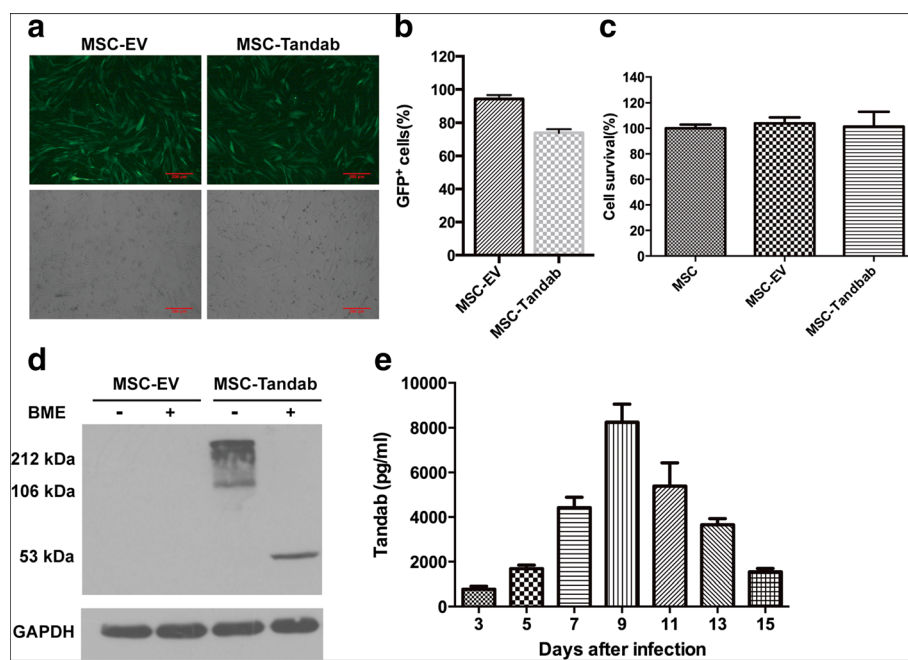 a
MSC-EV
MSC-Tandab
b
GFP+ cells(%)
120
100
80
60
40
20
0
MSC-EV
MSC-Tandab
c
Cell survival(%)
140
120
100
80
60
40
20
0
MSC
MSC-EV
MSC-Tandbab
d
MSC-EV MSC-Tandab
BME - + - +
212 kDa
106 kDa
53 kDa
GAPDH
e
Tandab (pg/ml)
10000
8000
6000
4000
2000
0
3 5 7 9 11 13 15
Days after infection